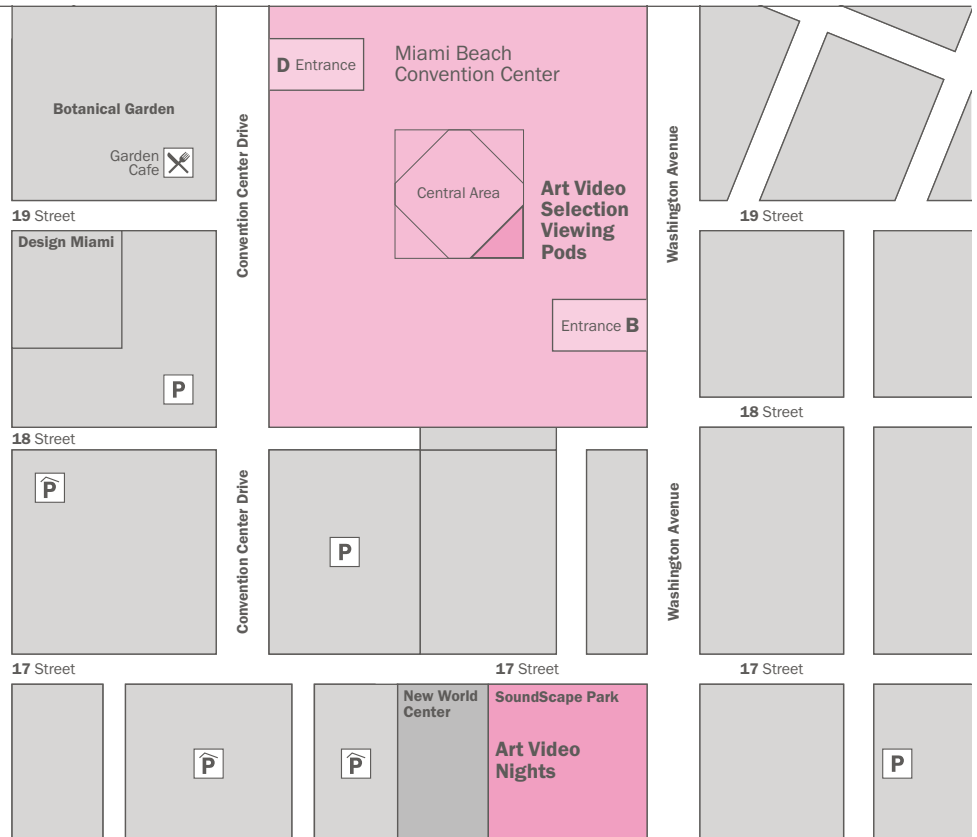 Miami Beach
Convention Center
D Entrance
Botanical Garden
Garden
Cafe
Convention Center Drive
Washington Avenue
Central Area
Art Video
Selection
Viewing
Pods
19 Street
19 Street
Design Miami
Entrance B
P
18 Street
18 Street
P
Convention Center Drive
Washington Avenue
P
17 Street
17 Street
17 Street
New World
Center
SoundScape Park
Art Video
Nights
P
P
P